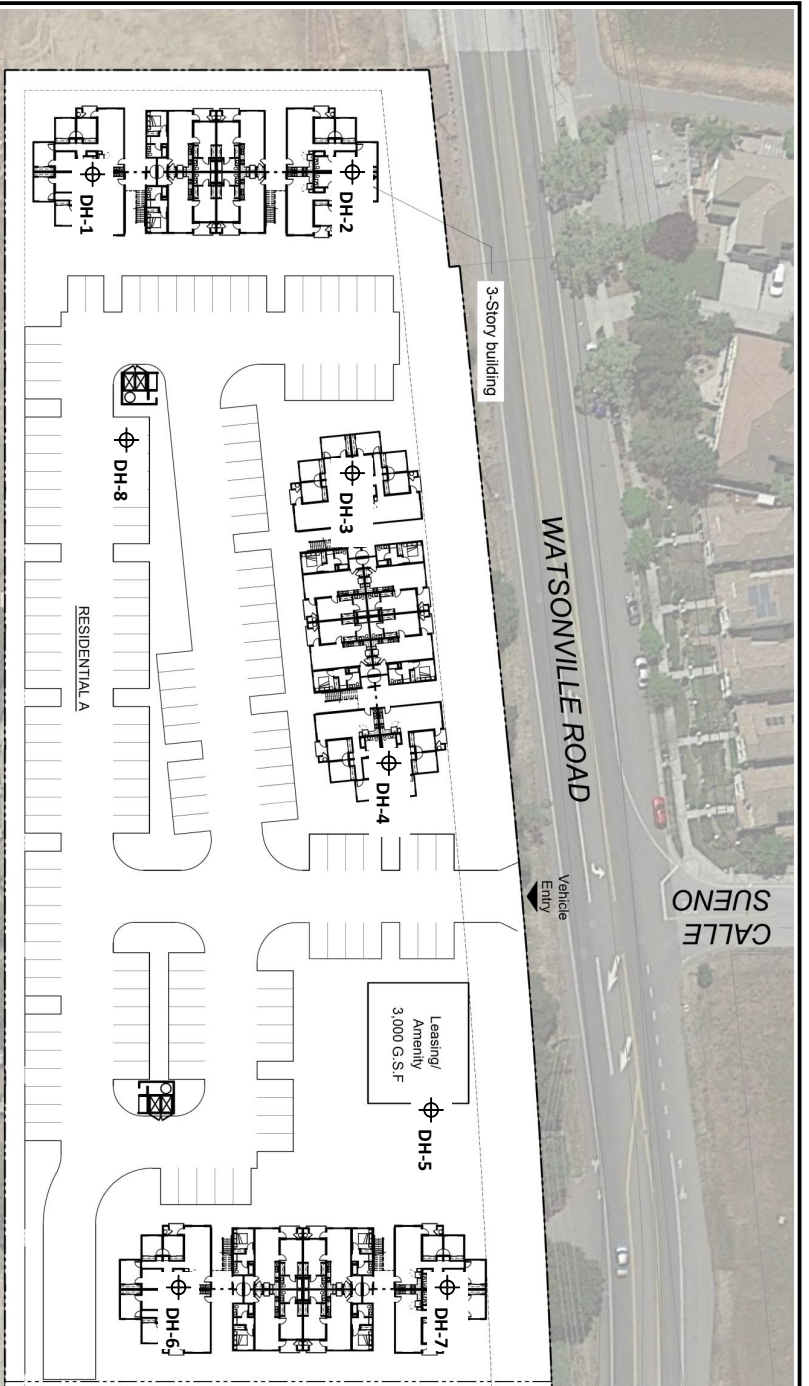 WATSONVILLE ROAD
CALLE
SUENO
3-Story building
Vehicle
Entry
DH-1
DH-2
DH-3
DH-4
DH-8
RESIDENTIAL A
Leasing/
Amenity
3,000 G.S.F
DH-5
DH-6
DH-7